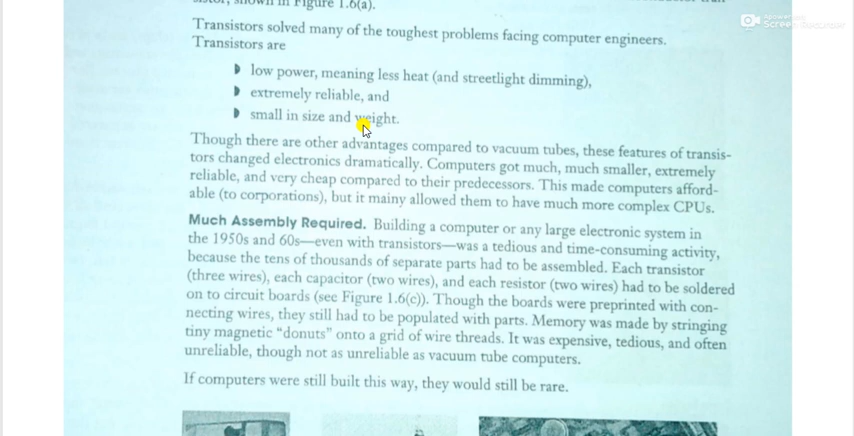 shown in Figure 1.6(a).
Transistors solved many of the toughest problems facing computer engineers.
Transistors are
low power, meaning less heat (and streetlight dimming),
extremely reliable, and
small in size and weight.
Though there are other advantages compared to vacuum tubes, these features of transis-
tors changed electronics dramatically. Computers got much, much smaller, extremely
reliable, and very cheap compared to their predecessors. This made computers afford-
able (to corporations), but it mainy allowed them to have much more complex CPUs.
Much Assembly Required. Building a computer or any large electronic system in
the 1950s and 60s—even with transistors—was a tedious and time-consuming activity,
because the tens of thousands of separate parts had to be assembled. Each transistor
(three wires), each capacitor (two wires), and each resistor (two wires) had to be soldered
on to circuit boards (see Figure 1.6(c)). Though the boards were preprinted with con-
necting wires, they still had to be populated with parts. Memory was made by stringing
tiny magnetic “donuts” onto a grid of wire threads. It was expensive, tedious, and often
unreliable, though not as unreliable as vacuum tube computers.
If computers were still built this way, they would still be rare.
Screen Recorder